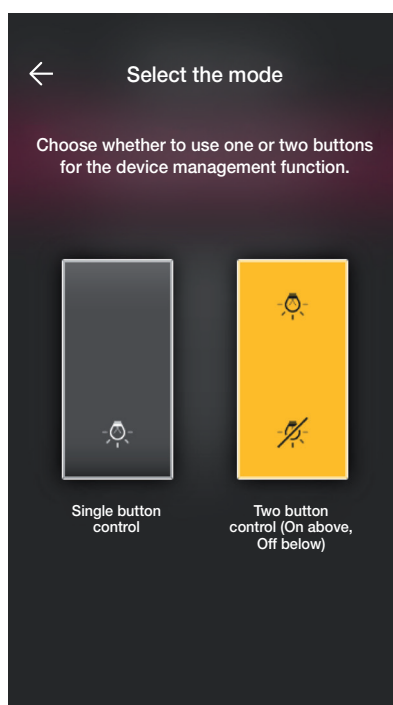 Select the mode
Choose whether to use one or two buttons
for the device management function.
Single button
control
Two button
control (On above,
Off below)